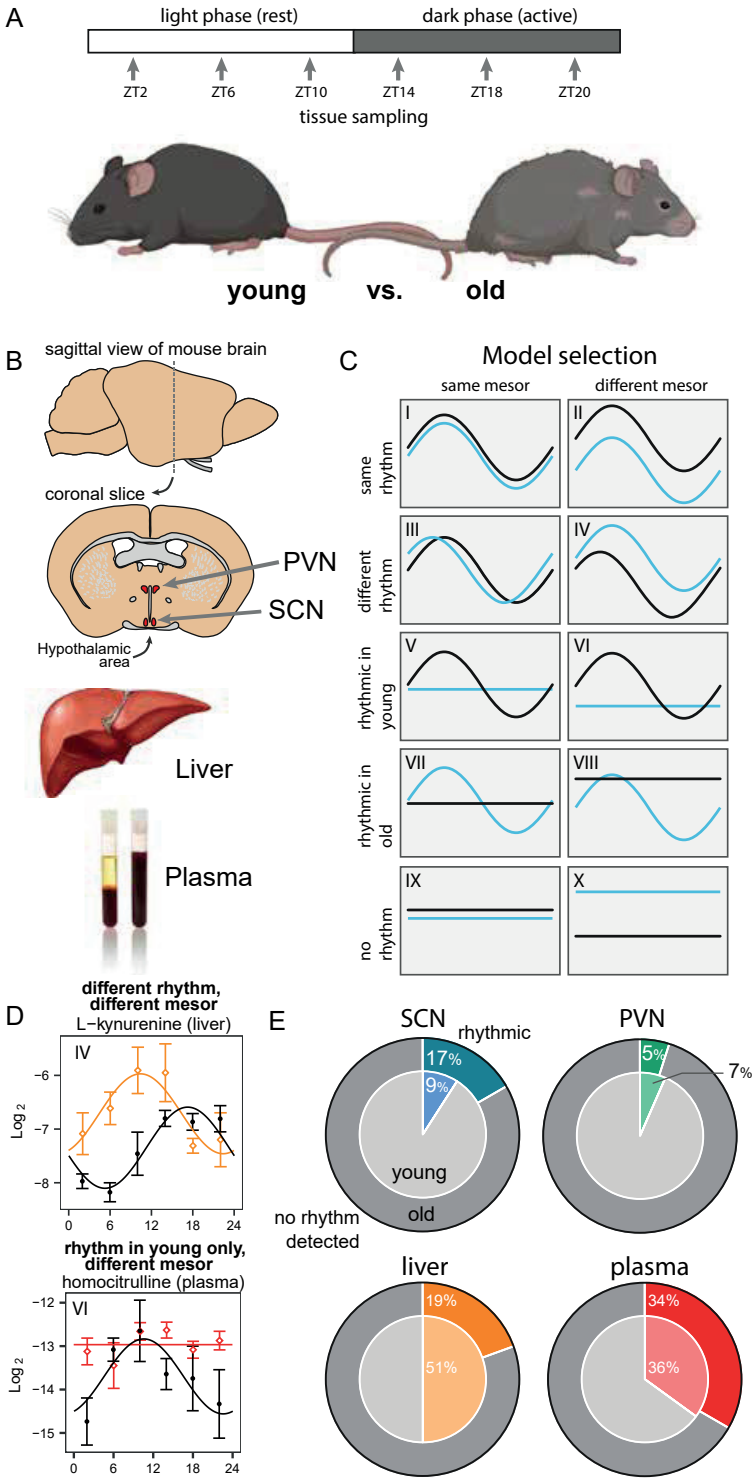 A
light phase (rest) dark phase (active)
ZT2 ZT6 ZT10 ZT14 ZT18 ZT20
tissue sampling
young vs. old
B
sagittal view of mouse brain
coronal slice
PVN
SCN
Hypothalamic
area
Liver
Plasma
C
Model selection
same mesor different mesor
same
rhythm
I II
different
rhythm
III IV
rhythmic in
young
V VI
rhythmic in
old
VII VIII
no
rhythm
IX X
D
different rhythm,
different mesor
L−kynurenine (liver)
IV
Log 2
−6
−7
−8
0 6 12 18 24
rhythm in young only,
different mesor
homocitrulline (plasma)
VI
Log 2
−12
−13
−14
−15
0 6 12 18 24
E
SCN
rhythmic
17%
9%
young
old
no rhythm
detected
PVN
5%
7%
liver
19%
51%
plasma
34%
36%